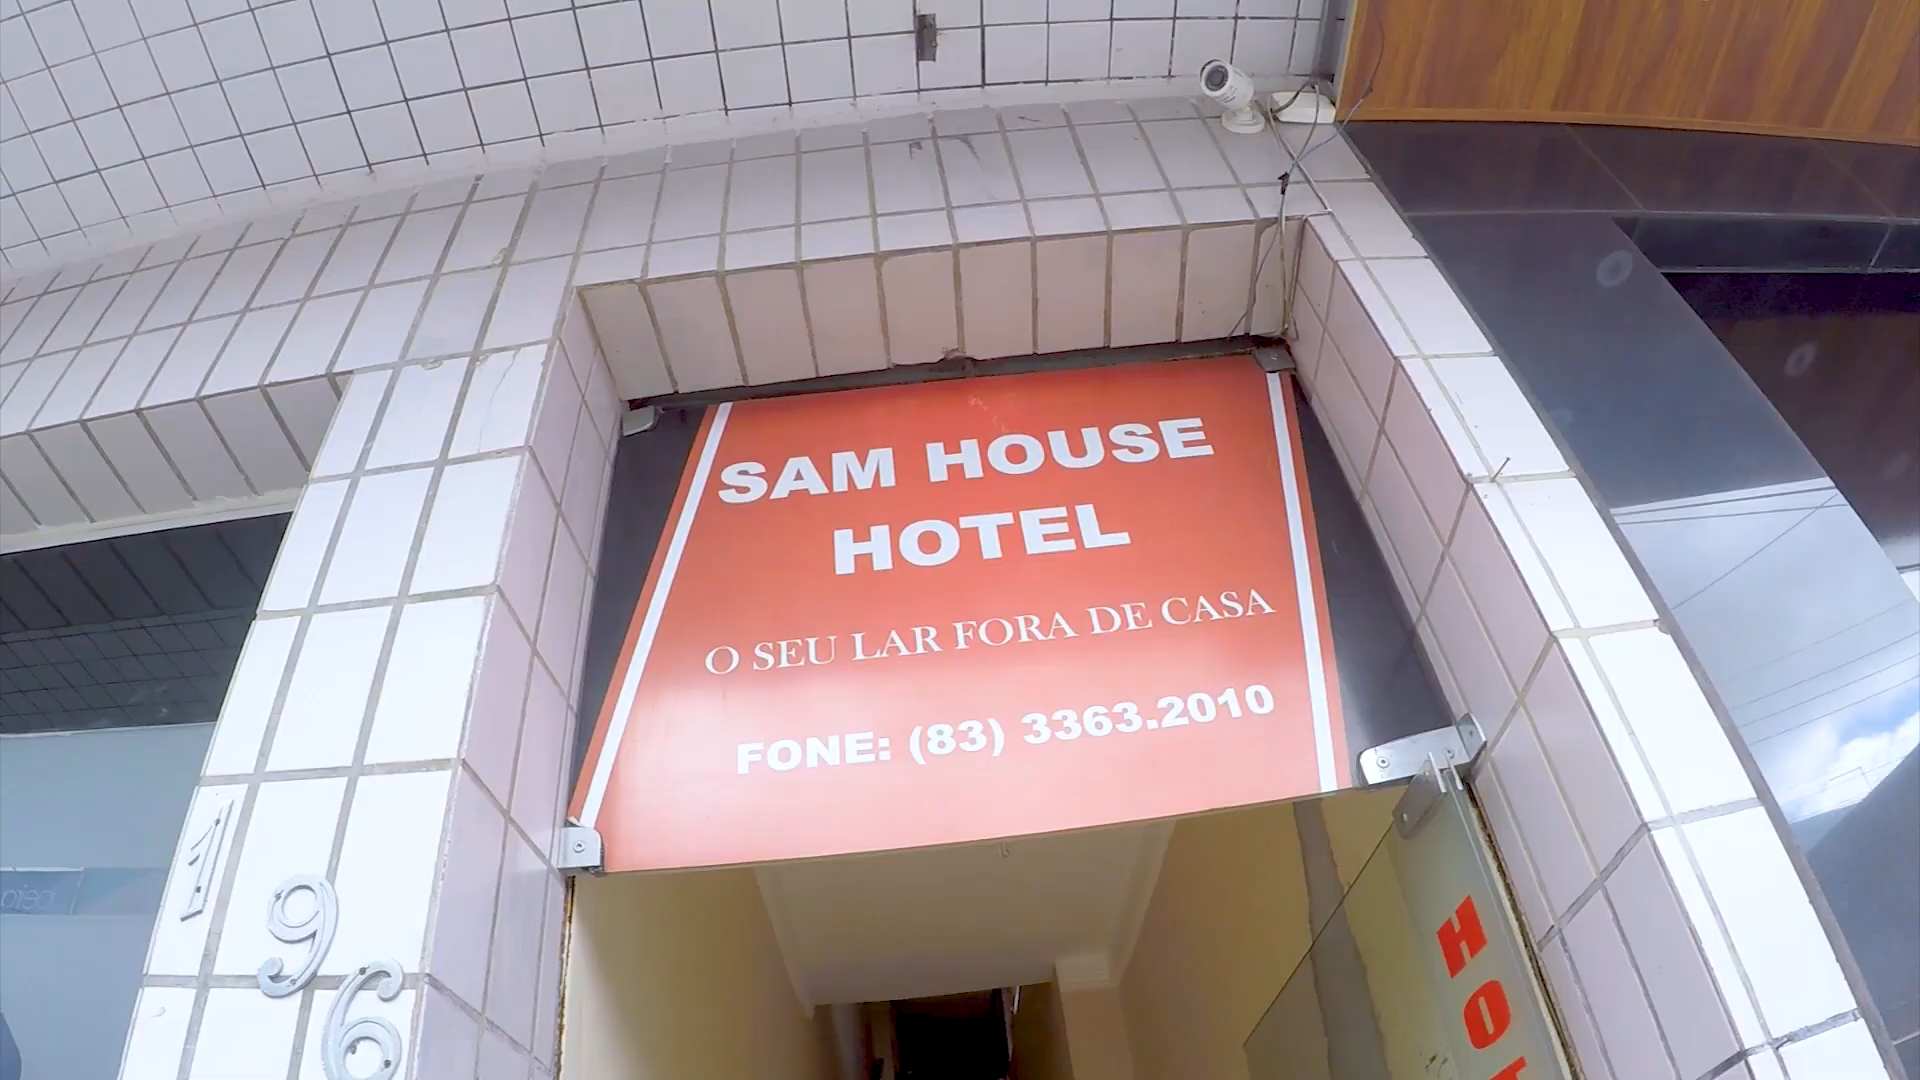 SAM HOUSE
HOTEL
O SEU LAR FORA DE CASA
FONE: (83) 3363.2010
196
HOT